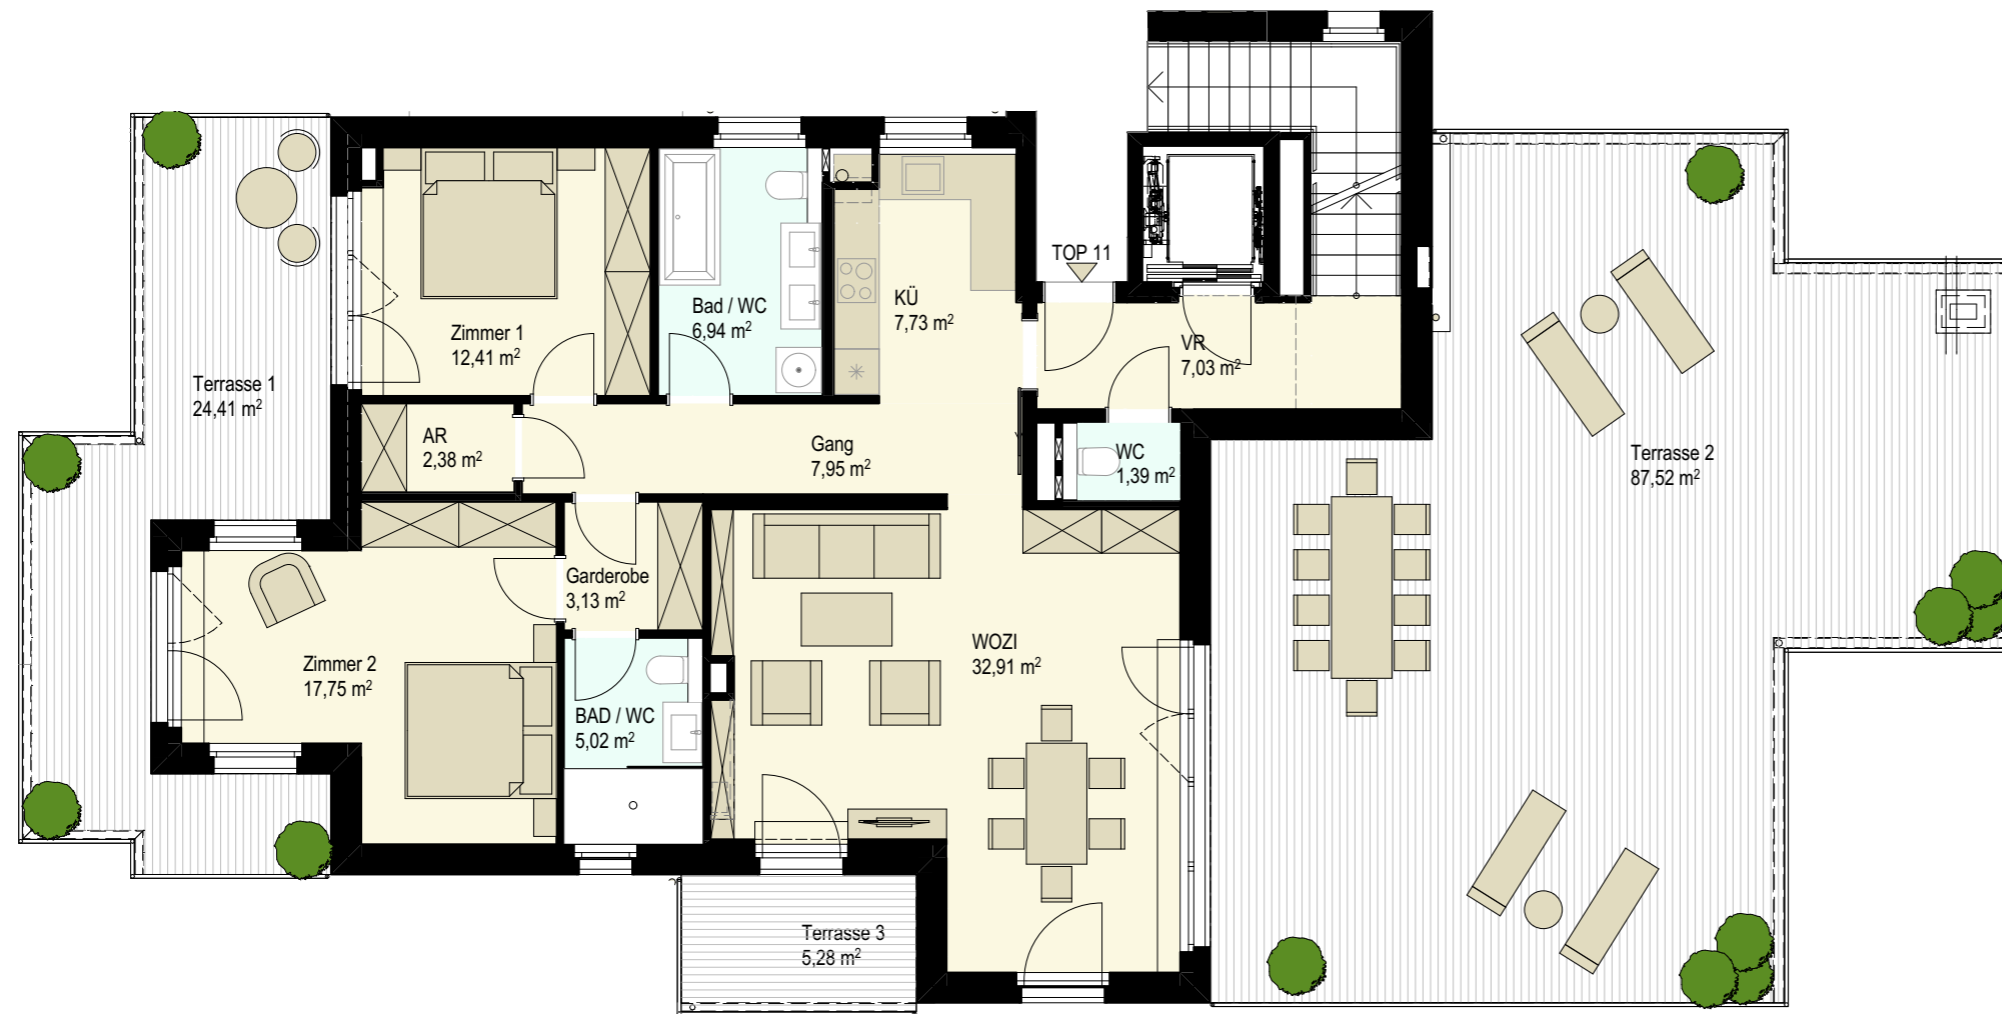 TOP 11
Bad / WC
6,94 m²
KÜ
7,73 m²
Zimmer 1
12,41 m²
VR
7,03 m²
Terrasse 1
24,41 m²
AR
2,38 m²
Gang
7,95 m²
WC
1,39 m²
Terrasse 2
87,52 m²
Garderobe
3,13 m²
Zimmer 2
17,75 m²
WOZI
32,91 m²
BAD / WC
5,02 m²
Terrasse 3
5,28 m²